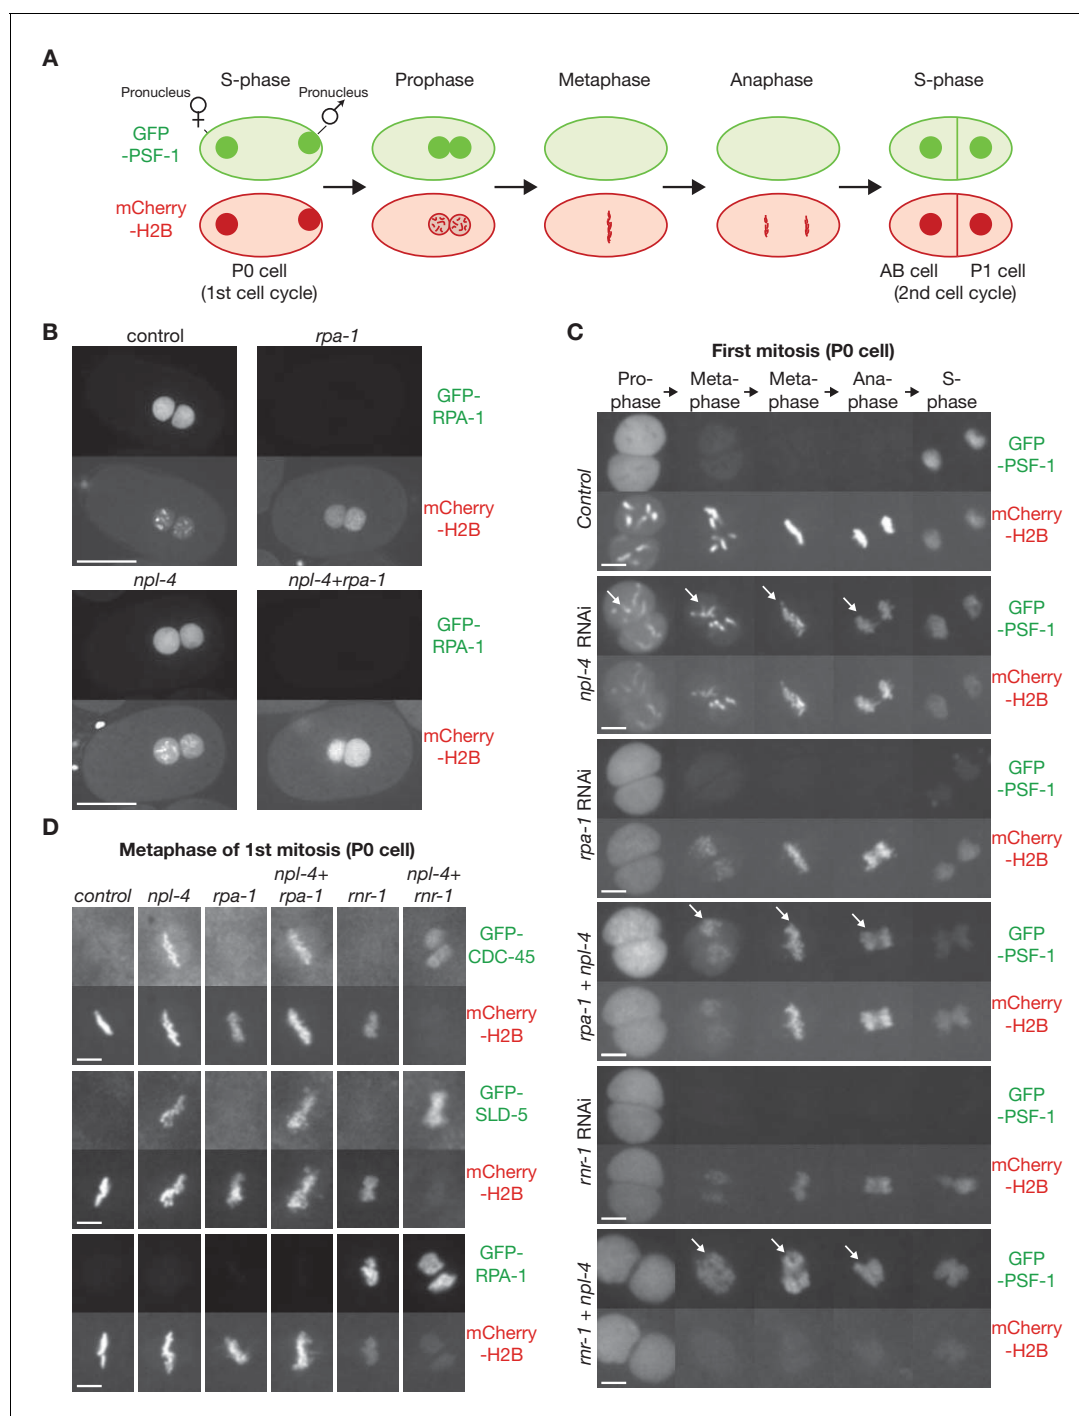 A
S-phase
Prophase
Metaphase
Anaphase
S-phase
Pronucleus
Pronucleus
♀
♂
GFP
-PSF-1
mCherry
-H2B
P0 cell
(1st cell cycle)
AB cell
P1 cell
(2nd cell cycle)
B
control
rpa-1
GFP-
RPA-1
mCherry
-H2B
npl-4
npl-4+rpa-1
GFP-
RPA-1
mCherry
-H2B
C
First mitosis (P0 cell)
Pro-
phase
Meta-
phase
Meta-
phase
Ana-
phase
S-
phase
Control
GFP
-PSF-1
mCherry
-H2B
npl-4 RNAi
GFP
-PSF-1
mCherry
-H2B
rpa-1 RNAi
GFP
-PSF-1
mCherry
-H2B
rpa-1 + npl-4
GFP
-PSF-1
mCherry
-H2B
rnr-1 RNAi
GFP
-PSF-1
mCherry
-H2B
rnr-1 + npl-4
GFP
-PSF-1
mCherry
-H2B
D
Metaphase of 1st mitosis (P0 cell)
control
npl-4
rpa-1
npl-4+
rpa-1
rnr-1
npl-4+
rnr-1
GFP-
CDC-45
mCherry
-H2B
GFP-
SLD-5
mCherry
-H2B
GFP-
RPA-1
mCherry
-H2B